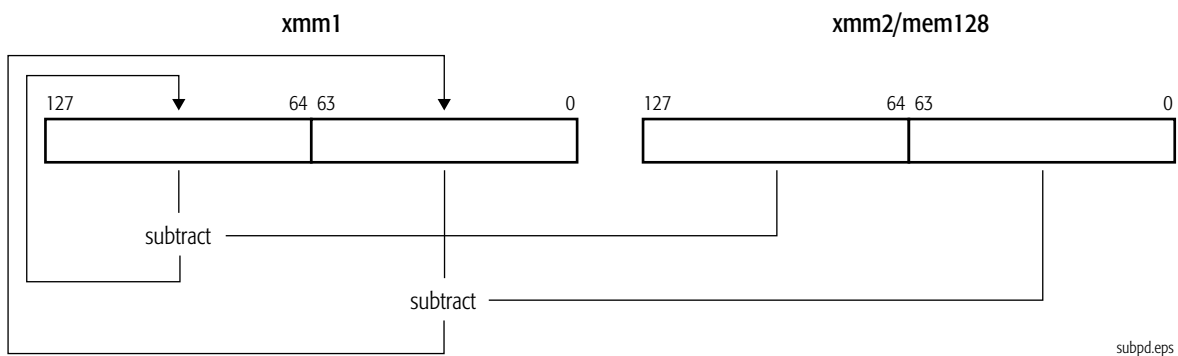 xmm1 xmm2/mem128
127 64 63 0 127 64 63 0
subtract
subtract
subpd.eps